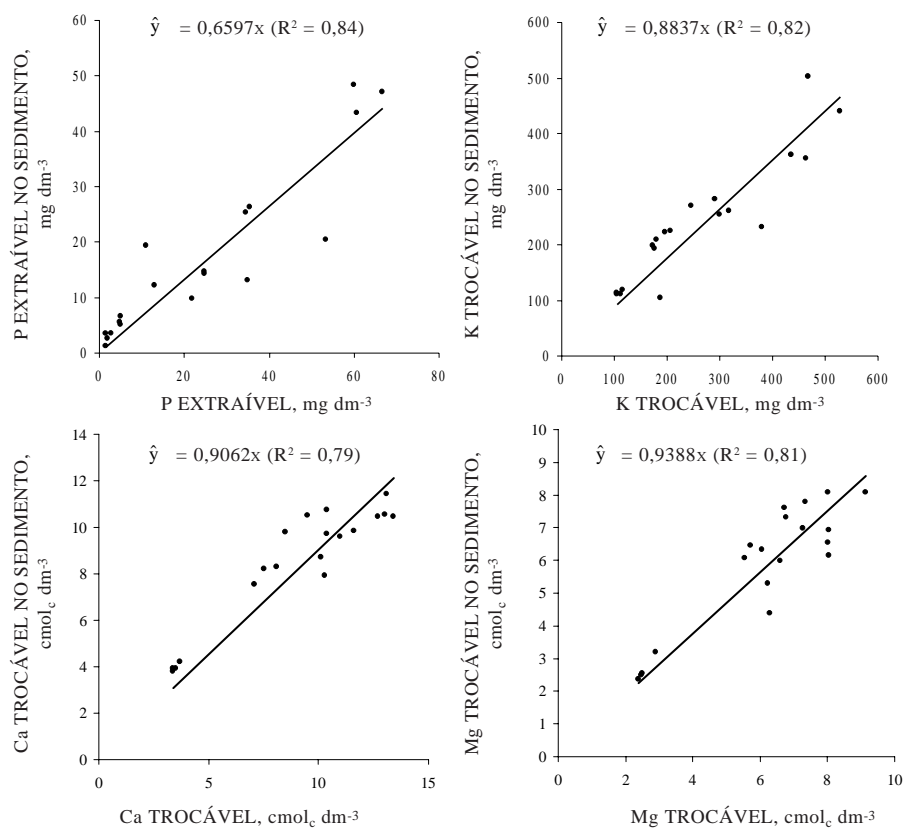 ŷ = 0,6597x (R² = 0,84)
P EXTRAÍVEL NO SEDIMENTO,
mg dm⁻³
60
50
40
30
20
10
0
0 20 40 60 80
P EXTRAÍVEL, mg dm⁻³
ŷ = 0,8837x (R² = 0,82)
K TROCÁVEL NO SEDIMENTO,
mg dm⁻³
600
500
400
300
200
100
0
0 100 200 300 400 500 600
K TROCÁVEL, mg dm⁻³
ŷ = 0,9062x (R² = 0,79)
Ca TROCÁVEL NO SEDIMENTO,
cmol꜀ dm⁻³
14
12
10
8
6
4
2
0
0 5 10 15
Ca TROCÁVEL, cmol꜀ dm⁻³
ŷ = 0,9388x (R² = 0,81)
Mg TROCÁVEL NO SEDIMENTO,
cmol꜀ dm⁻³
10
9
8
7
6
5
4
3
2
1
0
0 2 4 6 8 10
Mg TROCÁVEL, cmol꜀ dm⁻³